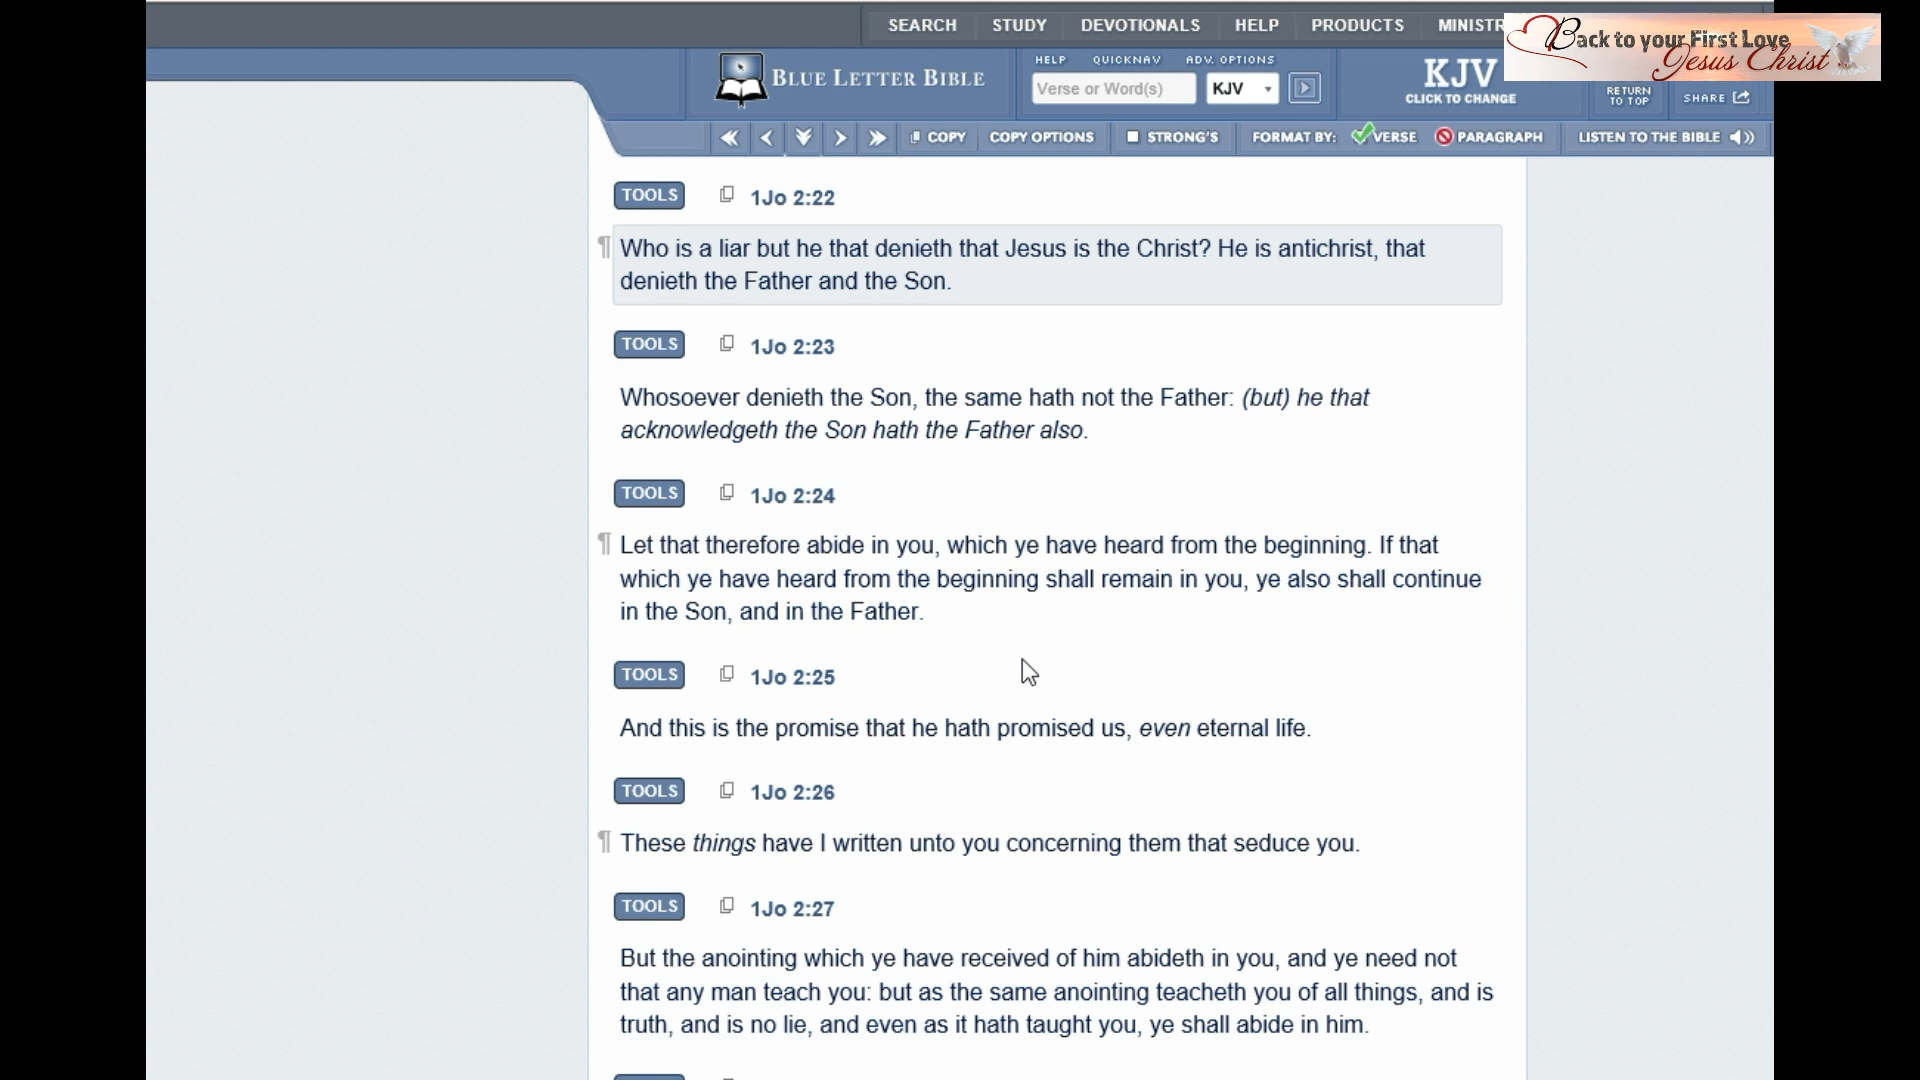 SEARCH STUDY DEVOTIONALS HELP PRODUCTS MINISTR
Back to your First Love
Jesus Christ
BLUE LETTER BIBLE
HELP QUICKNAV ADV. OPTIONS
Verse or Word(s) KJV
KJV
CLICK TO CHANGE
RETURN
TO TOP
SHARE
COPY COPY OPTIONS STRONG'S FORMAT BY: VERSE PARAGRAPH LISTEN TO THE BIBLE
TOOLS 1Jo 2:22
¶ Who is a liar but he that denieth that Jesus is the Christ? He is antichrist, that
denieth the Father and the Son.
TOOLS 1Jo 2:23
Whosoever denieth the Son, the same hath not the Father: (but) he that
acknowledgeth the Son hath the Father also.
TOOLS 1Jo 2:24
¶ Let that therefore abide in you, which ye have heard from the beginning. If that
which ye have heard from the beginning shall remain in you, ye also shall continue
in the Son, and in the Father.
TOOLS 1Jo 2:25
And this is the promise that he hath promised us, even eternal life.
TOOLS 1Jo 2:26
¶ These things have I written unto you concerning them that seduce you.
TOOLS 1Jo 2:27
But the anointing which ye have received of him abideth in you, and ye need not
that any man teach you: but as the same anointing teacheth you of all things, and is
truth, and is no lie, and even as it hath taught you, ye shall abide in him.